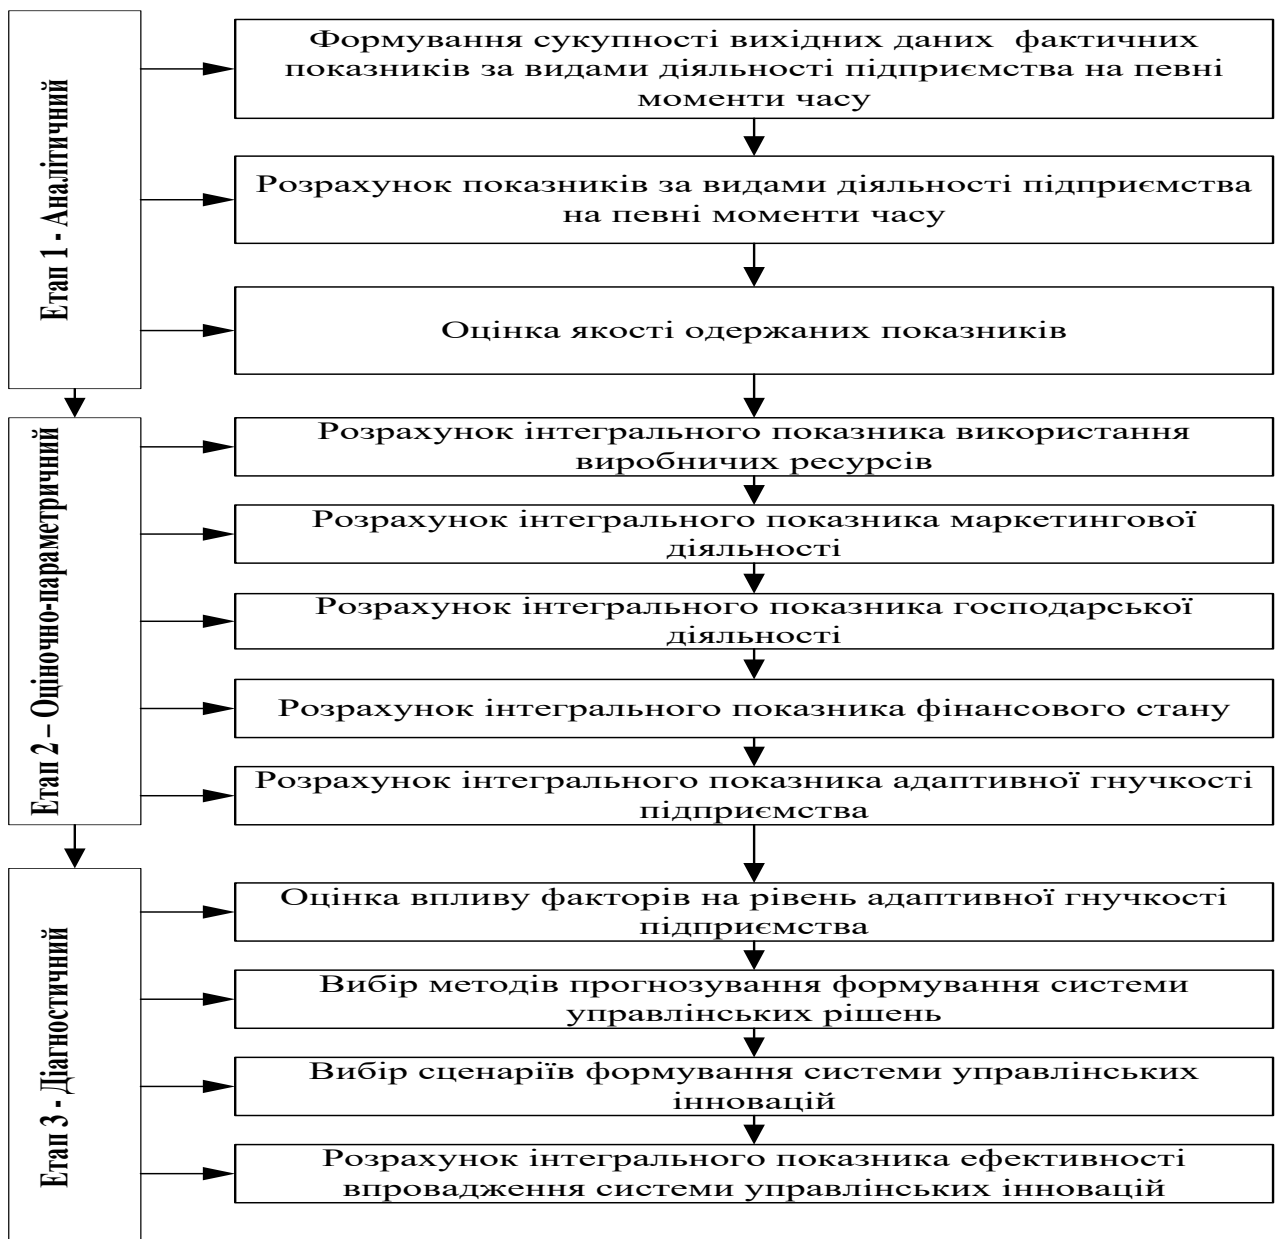 Етап 1 - Аналітичний
Формування сукупності вихідних даних фактичних
показників за видами діяльності підприємства на певні
моменти часу
Розрахунок показників за видами діяльності підприємства
на певні моменти часу
Оцінка якості одержаних показників
Етап 2 – Оціночно-параметричний
Розрахунок інтегрального показника використання
виробничих ресурсів
Розрахунок інтегрального показника маркетингової
діяльності
Розрахунок інтегрального показника господарської
діяльності
Розрахунок інтегрального показника фінансового стану
Розрахунок інтегрального показника адаптивної гнучкості
підприємства
Етап 3 - Діагностичний
Оцінка впливу факторів на рівень адаптивної гнучкості
підприємства
Вибір методів прогнозування формування системи
управлінських рішень
Вибір сценаріїв формування системи управлінських
інновацій
Розрахунок інтегрального показника ефективності
впровадження системи управлінських інновацій